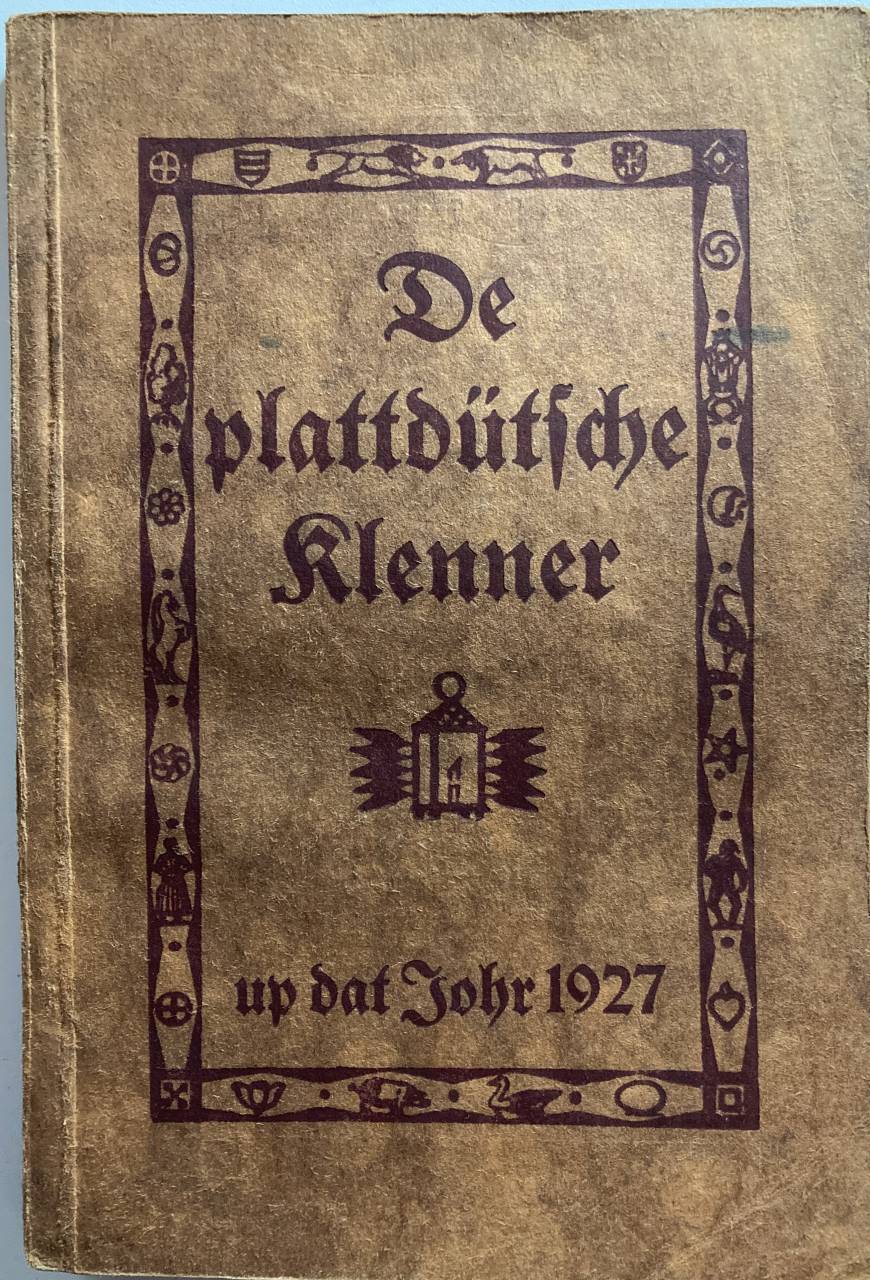 De
plattdütsche
Klenner
up dat Johr 1927